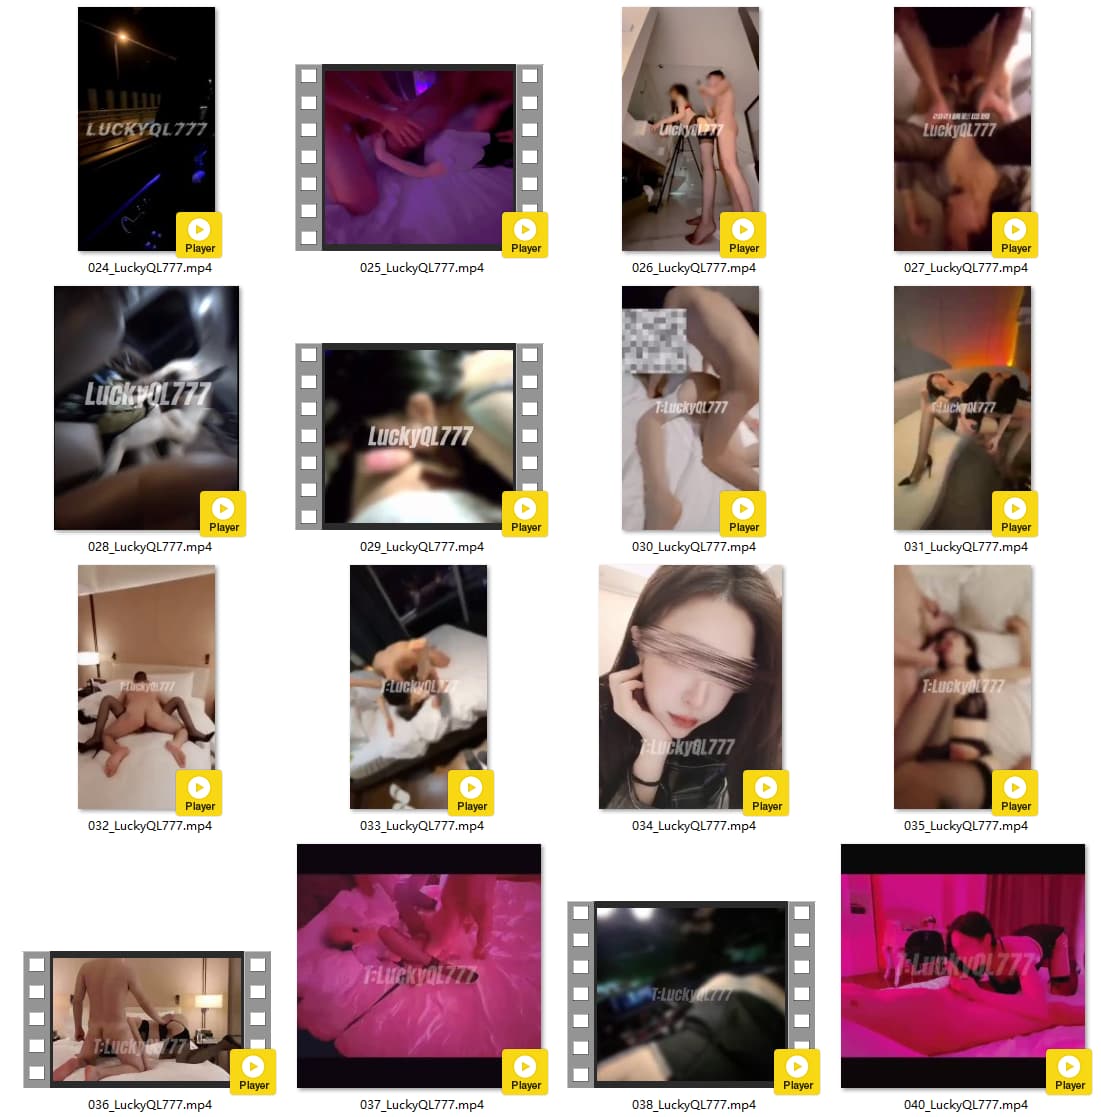 LUCKYQL777
Player
024_LuckyQL777.mp4
Player
025_LuckyQL777.mp4
LuckyQL777
Player
026_LuckyQL777.mp4
LuckyQL777
Player
027_LuckyQL777.mp4
LuckyQL777
Player
028_LuckyQL777.mp4
LuckyQL777
Player
029_LuckyQL777.mp4
T:LuckyQL777
Player
030_LuckyQL777.mp4
T:LuckyQL777
Player
031_LuckyQL777.mp4
T:LuckyQL777
Player
032_LuckyQL777.mp4
T:LuckyQL777
Player
033_LuckyQL777.mp4
T:LuckyQL777
Player
034_LuckyQL777.mp4
T:LuckyQL777
Player
035_LuckyQL777.mp4
T:LuckyQL777
Player
036_LuckyQL777.mp4
T:LuckyQL777
Player
037_LuckyQL777.mp4
T:LuckyQL777
Player
038_LuckyQL777.mp4
T:LuckyQL777
Player
040_LuckyQL777.mp4